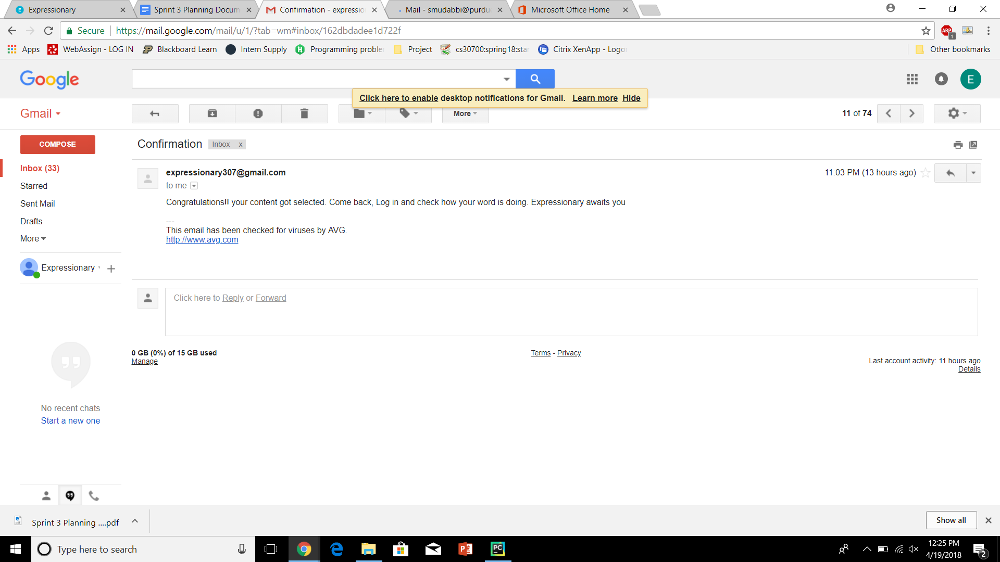 Expressionary
Sprint 3 Planning Docum
Confirmation - expressio
Mail - smudabbi@purdu
Microsoft Office Home
Secure
https://mail.google.com/mail/u/1/?tab=wm#inbox/162dbdadee1d722f
ABP
1
Apps
WebAssign - LOG IN
Blackboard Learn
Intern Supply
Programming proble
Project
cs30700:spring18:sta
Citrix XenApp - Logo
Other bookmarks
Google
E
Click here to enable desktop notifications for Gmail. Learn more Hide
Gmail
More
11 of 74
COMPOSE
Confirmation
Inbox x
Inbox (33)
Starred
Sent Mail
Drafts
More
Expressionary
expressionary307@gmail.com
11:03 PM (13 hours ago)
to me
Congratulations!! your content got selected. Come back, Log in and check how your word is doing. Expressionary awaits you
---
This email has been checked for viruses by AVG.
http://www.avg.com
Click here to Reply or Forward
0 GB (0%) of 15 GB used
Manage
Terms - Privacy
Last account activity: 11 hours ago
Details
No recent chats
Start a new one
Sprint 3 Planning ....pdf
Show all
Type here to search
12:25 PM
4/19/2018
2